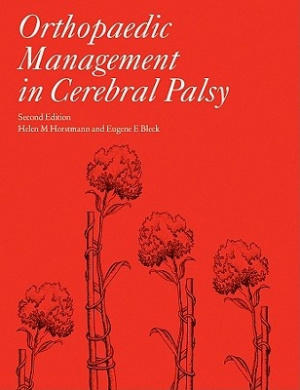 Orthopaedic
Management
in Cerebral Palsy
Second Edition
Helen M Horstmann and Eugene E Bleck